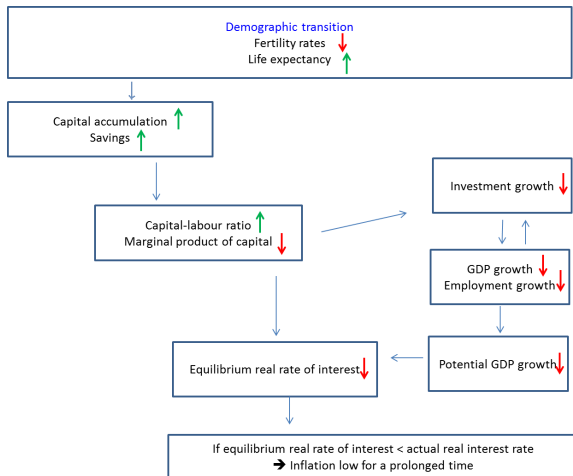 Demographic transition
Fertility rates
Life expectancy
Capital accumulation
Savings
Capital-labour ratio
Marginal product of capital
Investment growth
GDP growth
Employment growth
Equilibrium real rate of interest
Potential GDP growth
If equilibrium real rate of interest < actual real interest rate
➔ Inflation low for a prolonged time